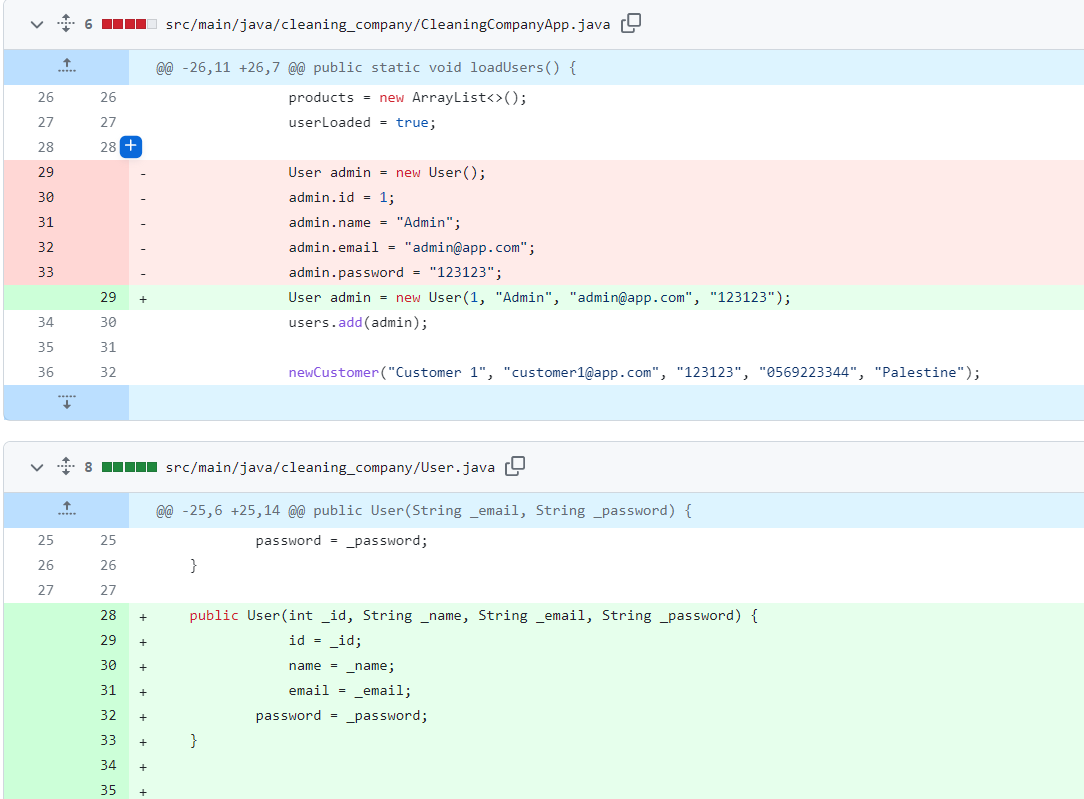 6 src/main/java/cleaning_company/CleaningCompanyApp.java
@@ -26,11 +26,7 @@ public static void loadUsers() {
26 26 products = new ArrayList<>();
27 27 userLoaded = true;
28 28 +
29 - User admin = new User();
30 - admin.id = 1;
31 - admin.name = "Admin";
32 - admin.email = "admin@app.com";
33 - admin.password = "123123";
29 + User admin = new User(1, "Admin", "admin@app.com", "123123");
34 30 users.add(admin);
35 31
36 32 newCustomer("Customer 1", "customer1@app.com", "123123", "0569223344", "Palestine");
8 src/main/java/cleaning_company/User.java
@@ -25,6 +25,14 @@ public User(String _email, String _password) {
25 25 password = _password;
26 26 }
27 27
28 + public User(int _id, String _name, String _email, String _password) {
29 + id = _id;
30 + name = _name;
31 + email = _email;
32 + password = _password;
33 + }
34 +
35 +